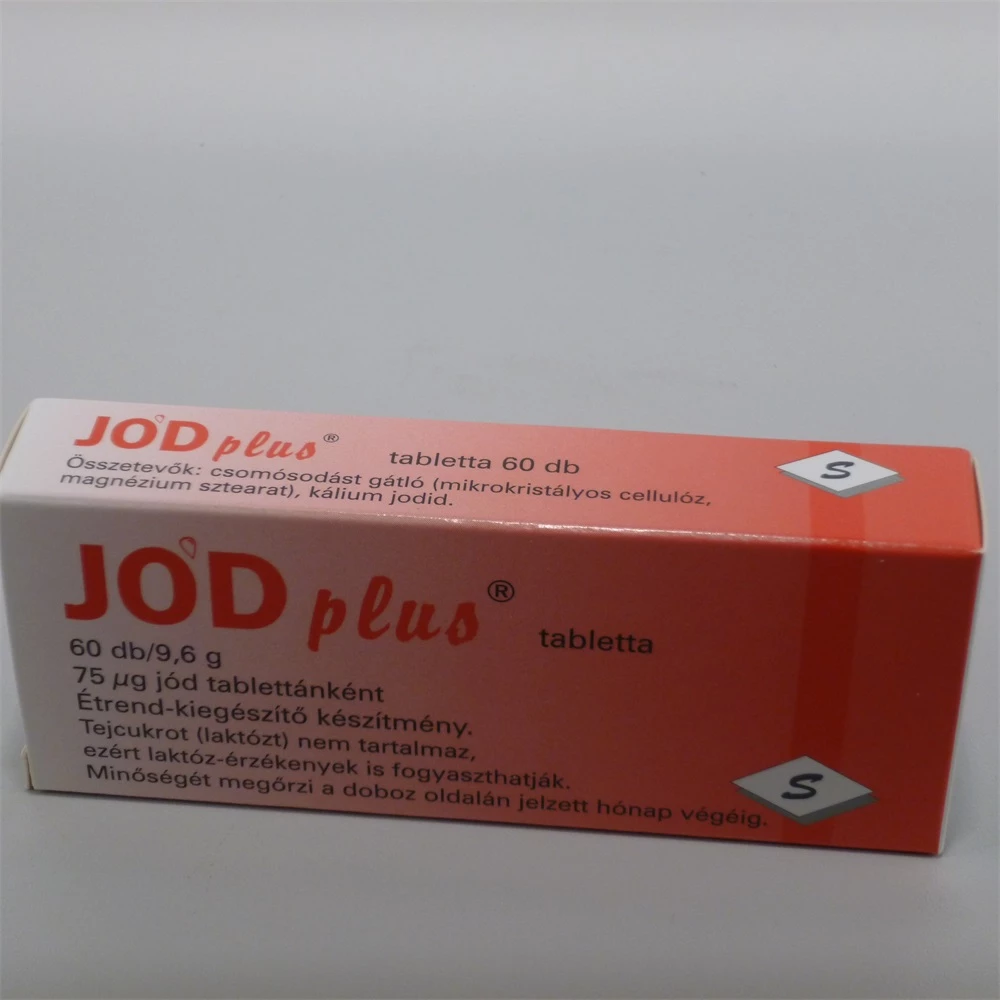 JÓD plus® tabletta 60 db
Összetevők: csomósodást gátló (mikrokristályos cellulóz,
magnézium sztearat), kálium jodid.
S
JÓD plus® tabletta
60 db/9,6 g
75 µg jód tablettánként
Étrend-kiegészítő készítmény.
Tejcukrot (laktózt) nem tartalmaz,
ezért laktóz-érzékenyek is fogyaszthatják.
Minőségét megőrzi a doboz oldalán jelzett hónap végéig.
S